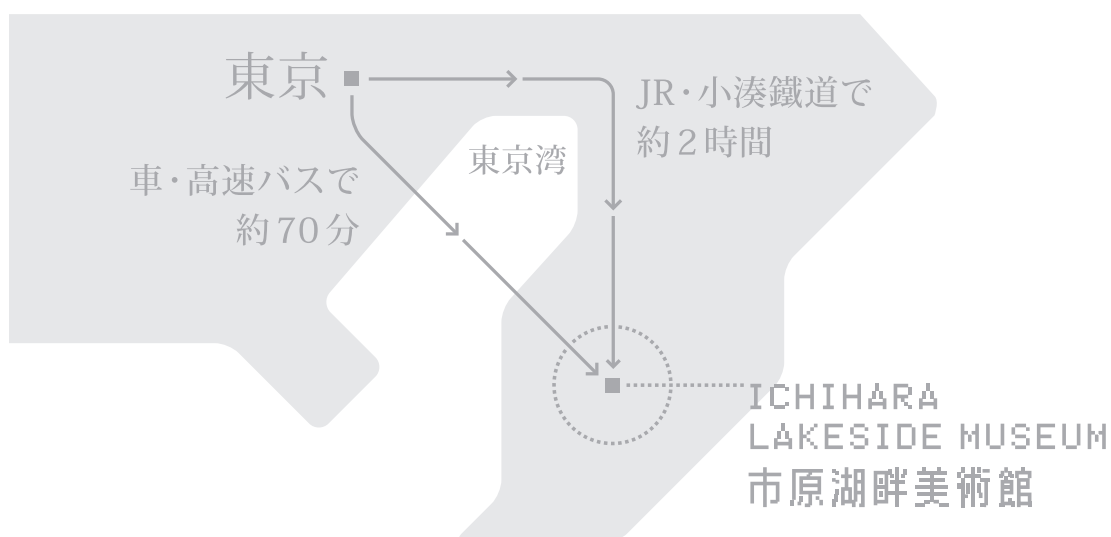 東京
JR・小湊鐵道で
約2時間
東京湾
車・高速バスで
約70分
ICHIHARA
LAKESIDE MUSEUM
市原湖畔美術館